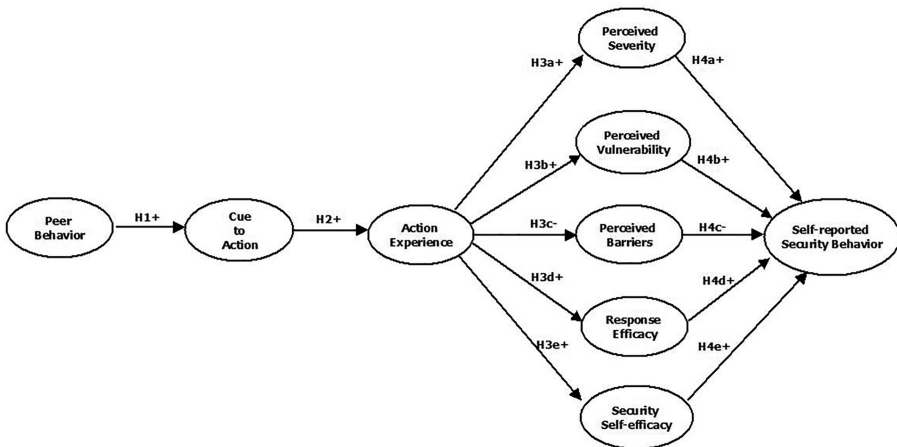 Peer
Behavior
H1+
Cue
to
Action
H2+
Action
Experience
H3a+
H3b+
H3c-
H3d+
H3e+
Perceived
Severity
Perceived
Vulnerability
Perceived
Barriers
Response
Efficacy
Security
Self-efficacy
H4a+
H4b+
H4c-
H4d+
H4e+
Self-reported
Security Behavior